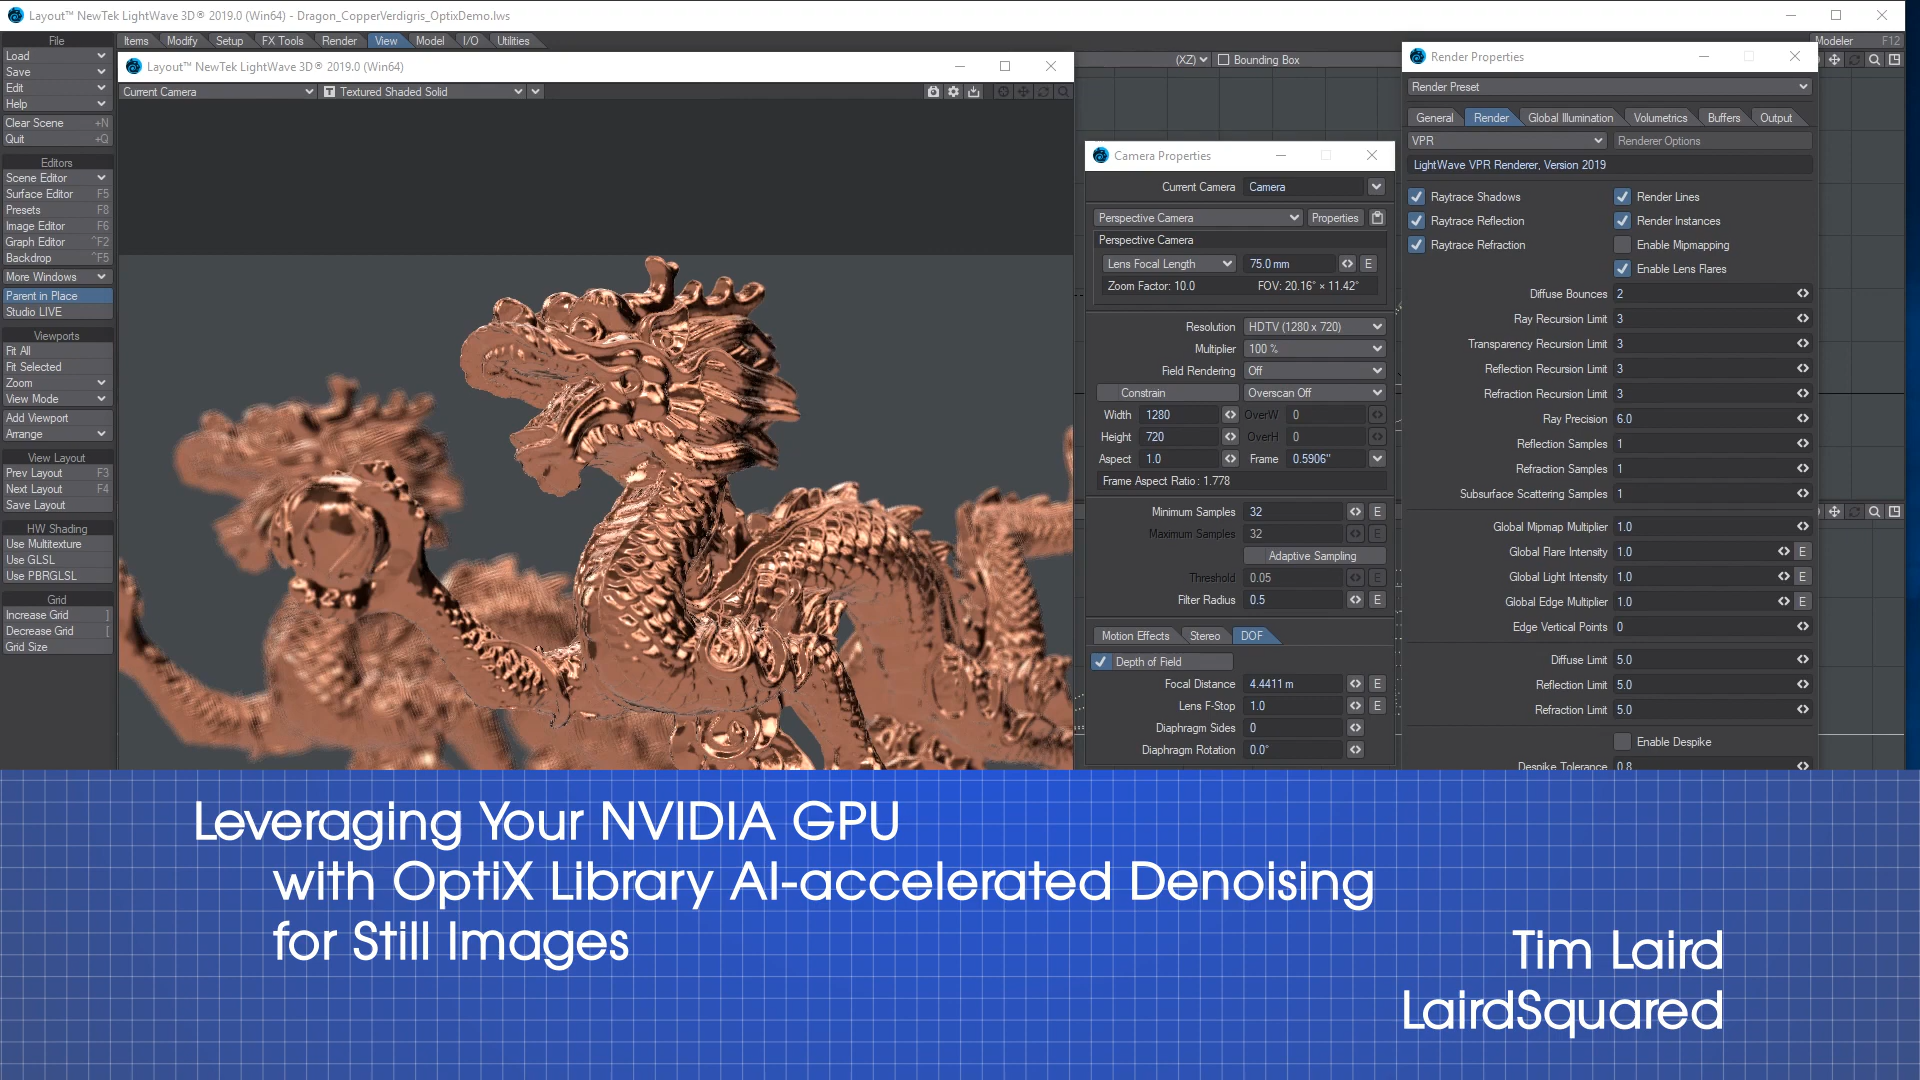 Layout™ NewTek LightWave 3D® 2019.0 (Win64) - Dragon_CopperVerdigris_OptixDemo.lws
File
Items Modify Setup FX Tools Render View Model I/O Utilities
Modeler F12
Load
Save
Edit
Help
Clear Scene +N
Quit +Q
Editors
Scene Editor
Surface Editor F5
Presets F8
Image Editor F6
Graph Editor ^F2
Backdrop ^F5
More Windows
Parent in Place
Studio LIVE
Viewports
Fit All
Fit Selected
Zoom
View Mode
Add Viewport
Arrange
View Layout
Prev Layout F3
Next Layout F4
Save Layout
HW Shading
Use Multitexture
Use GLSL
Use PBRGLSL
Grid
Increase Grid ]
Decrease Grid [
Grid Size
Layout™ NewTek LightWave 3D® 2019.0 (Win64)
Current Camera
T Textured Shaded Solid
(XZ) Bounding Box
Camera Properties
Current Camera Camera
Perspective Camera Properties
Perspective Camera
Lens Focal Length 75.0 mm E
Zoom Factor: 10.0 FOV: 20.16° × 11.42°
Resolution HDTV (1280 x 720)
Multiplier 100 %
Field Rendering Off
Constrain Overscan Off
Width 1280 OverW 0
Height 720 OverH 0
Aspect 1.0 Frame 0.5906"
Frame Aspect Ratio: 1.778
Minimum Samples 32 E
Maximum Samples 32 E
Adaptive Sampling
Threshold 0.05 E
Filter Radius 0.5 E
Motion Effects Stereo DOF
Depth of Field
Focal Distance 4.4411 m E
Lens F-Stop 1.0 E
Diaphragm Sides 0
Diaphragm Rotation 0.0°
Render Properties
Render Preset
General Render Global Illumination Volumetrics Buffers Output
VPR Renderer Options
LightWave VPR Renderer, Version 2019
Raytrace Shadows Render Lines
Raytrace Reflection Render Instances
Raytrace Refraction Enable Mipmapping
Enable Lens Flares
Diffuse Bounces 2
Ray Recursion Limit 3
Transparency Recursion Limit 3
Reflection Recursion Limit 3
Refraction Recursion Limit 3
Ray Precision 6.0
Reflection Samples 1
Refraction Samples 1
Subsurface Scattering Samples 1
Global Mipmap Multiplier 1.0
Global Flare Intensity 1.0 E
Global Light Intensity 1.0 E
Global Edge Multiplier 1.0 E
Edge Vertical Points 0
Diffuse Limit 5.0
Reflection Limit 5.0
Refraction Limit 5.0
Enable Despike
Despike Tolerance 0.8
Leveraging Your NVIDIA GPU
with OptiX Library AI-accelerated Denoising
for Still Images
Tim Laird
LairdSquared